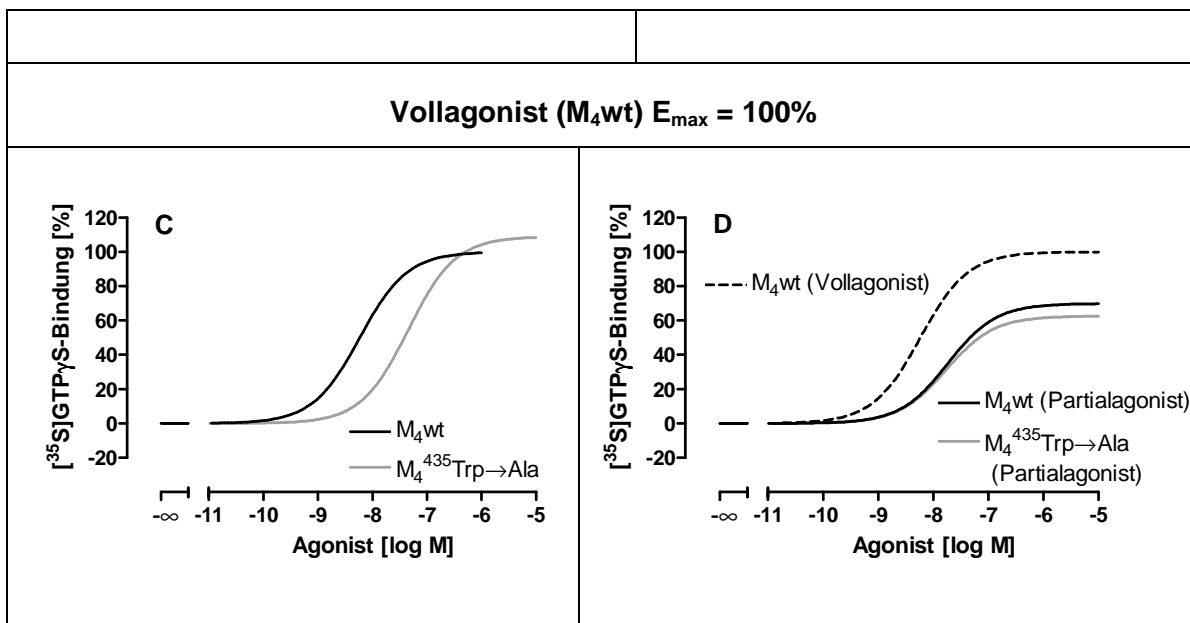 Vollagonist (M₄wt) Eₘₐₓ = 100%
C
[³⁵S]GTPγS-Bindung [%]
120
100
80
60
40
20
0
-20
M₄wt
M₄⁴³⁵Trp→Ala
-∞ -11 -10 -9 -8 -7 -6 -5
Agonist [log M]
D
[³⁵S]GTPγS-Bindung [%]
120
100
80
60
40
20
0
-20
M₄wt (Vollagonist)
M₄wt (Partialagonist)
M₄⁴³⁵Trp→Ala
(Partialagonist)
-∞ -11 -10 -9 -8 -7 -6 -5
Agonist [log M]